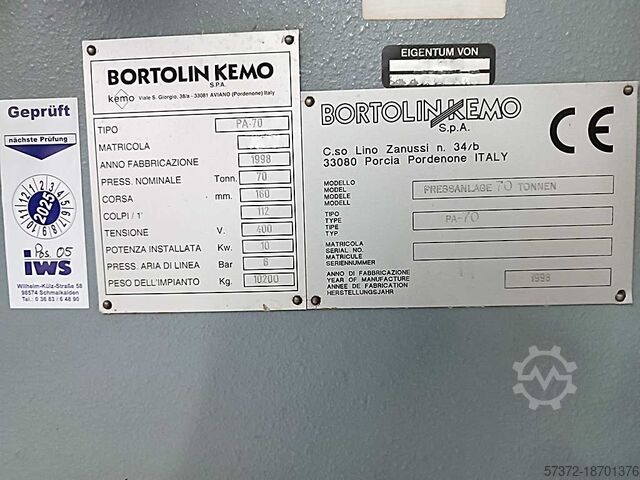 Geprüft
nächste Prüfung
2025
Pos. 05
iws
Wilhelm-Külz-Straße 58
98574 Schmalkalden
Tel.: 0 36 83 / 6 48 90
BORTOLIN KEMO
S.P.A.
kemo Viale S. Giorgio, 38/a - 33081 AVIANO (Pordenone) Italy
TIPO PA-70
MATRICOLA
ANNO FABBRICAZIONE 1998
PRESS. NOMINALE Tonn. 70
CORSA mm. 160
COLPI / 1' 112
TENSIONE V. 400
POTENZA INSTALLATA Kw. 10
PRESS. ARIA DI LINEA Bar 6
PESO DELL'IMPIANTO Kg. 10200
EIGENTUM VON
BORTOLIN KEMO
S.p.A.
CE
C.so Lino Zanussi n. 34/b
33080 Porcia Pordenone ITALY
MODELLO
MODEL
MODELE
MODELL
PRESSANLAGE 70 TONNEN
TIPO
TYPE
TIPE
TYP
PA-70
MATRICOLA
SERIAL NO.
MATRICULE
SERIENNUMMER
ANNO DI FABBRICAZIONE
YEAR OF MANUFACTURE
ANNEE DE FABRICATION
HERSTELLUNGSJAHR
1998
57372-18701376